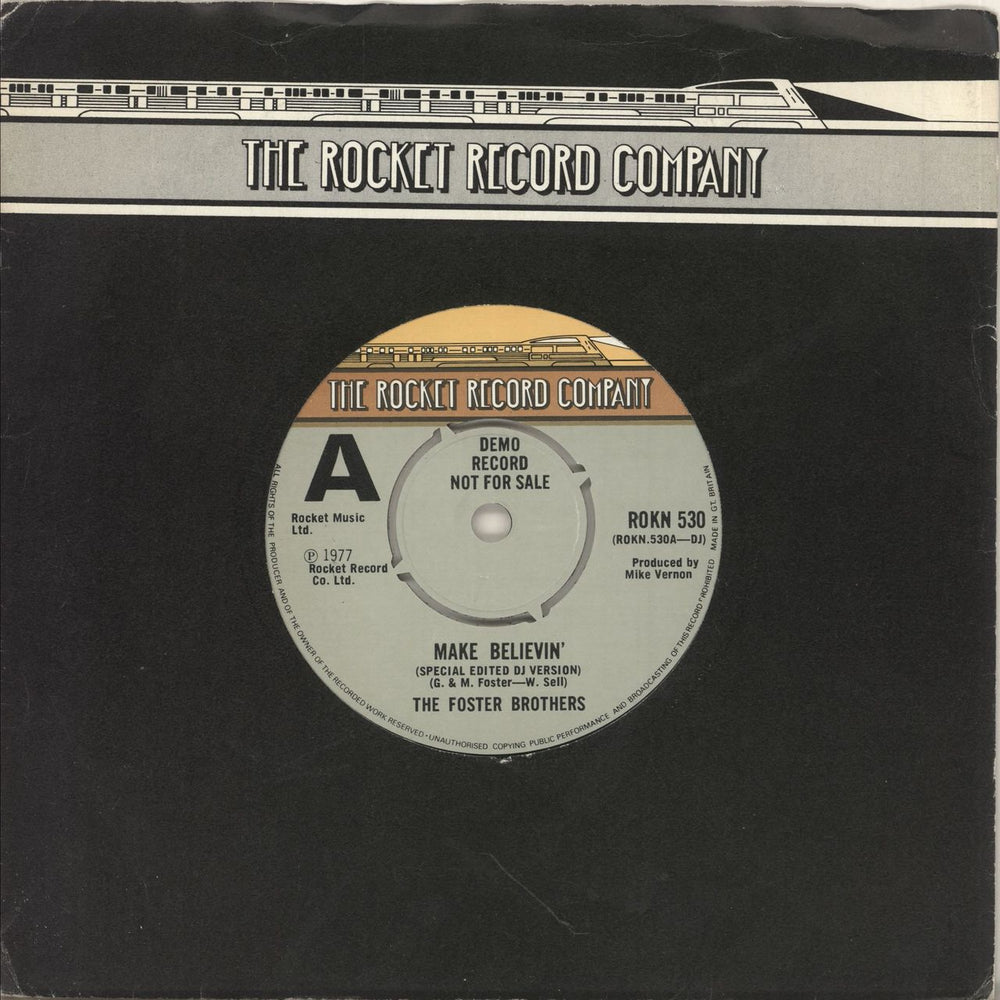 THE ROCKET RECORD COMPANY
THE ROCKET RECORD COMPANY
A
DEMO
RECORD
NOT FOR SALE
Rocket Music
Ltd.
Ⓟ 1977
Rocket Record
Co. Ltd.
ROKN 530
(ROKN.530A—DJ)
Produced by
Mike Vernon
MAKE BELIEVIN'
(SPECIAL EDITED DJ VERSION)
(G. & M. Foster—W. Sell)
THE FOSTER BROTHERS
ALL RIGHTS OF THE PRODUCER AND OF THE OWNER OF THE RECORDED WORK RESERVED • UNAUTHORISED COPYING PUBLIC PERFORMANCE AND BROADCASTING OF THIS RECORD PROHIBITED MADE IN GT. BRITAIN